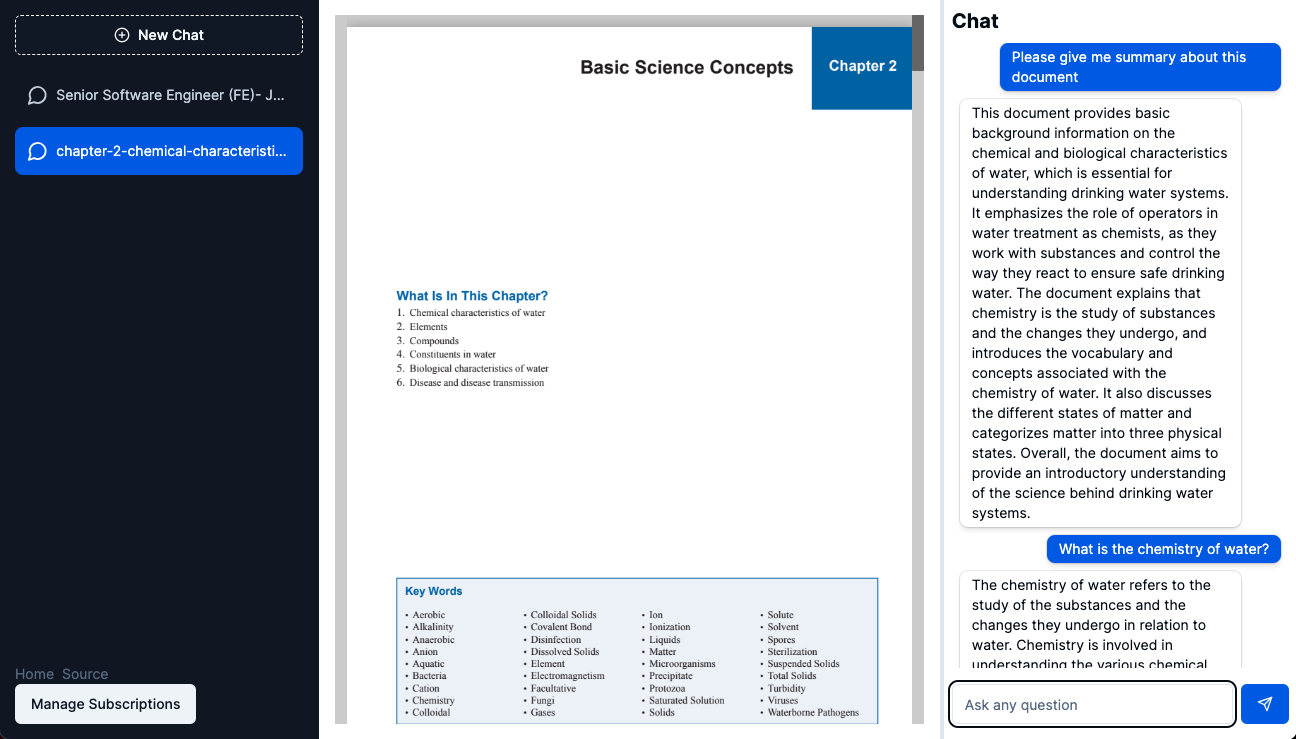 New Chat
Senior Software Engineer (FE)- J...
chapter-2-chemical-characteristi...
Home Source
Manage Subscriptions
Basic Science Concepts
Chapter 2
What Is In This Chapter?
1. Chemical characteristics of water
2. Elements
3. Compounds
4. Constituents in water
5. Biological characteristics of water
6. Disease and disease transmission
Key Words
• Aerobic
• Alkalinity
• Anaerobic
• Anion
• Aquatic
• Bacteria
• Cation
• Chemistry
• Colloidal
• Colloidal Solids
• Covalent Bond
• Disinfection
• Dissolved Solids
• Element
• Electromagnetism
• Facultative
• Fungi
• Gases
• Ion
• Ionization
• Liquids
• Matter
• Microorganisms
• Precipitate
• Protozoa
• Saturated Solution
• Solids
• Solute
• Solvent
• Spores
• Sterilization
• Suspended Solids
• Total Solids
• Turbidity
• Viruses
• Waterborne Pathogens
Chat
Please give me summary about this
document
This document provides basic
background information on the
chemical and biological characteristics
of water, which is essential for
understanding drinking water systems.
It emphasizes the role of operators in
water treatment as chemists, as they
work with substances and control the
way they react to ensure safe drinking
water. The document explains that
chemistry is the study of substances
and the changes they undergo, and
introduces the vocabulary and
concepts associated with the
chemistry of water. It also discusses
the different states of matter and
categorizes matter into three physical
states. Overall, the document aims to
provide an introductory understanding
of the science behind drinking water
systems.
What is the chemistry of water?
The chemistry of water refers to the
study of the substances and the
changes they undergo in relation to
water. Chemistry is involved in
understanding the various chemical
Ask any question